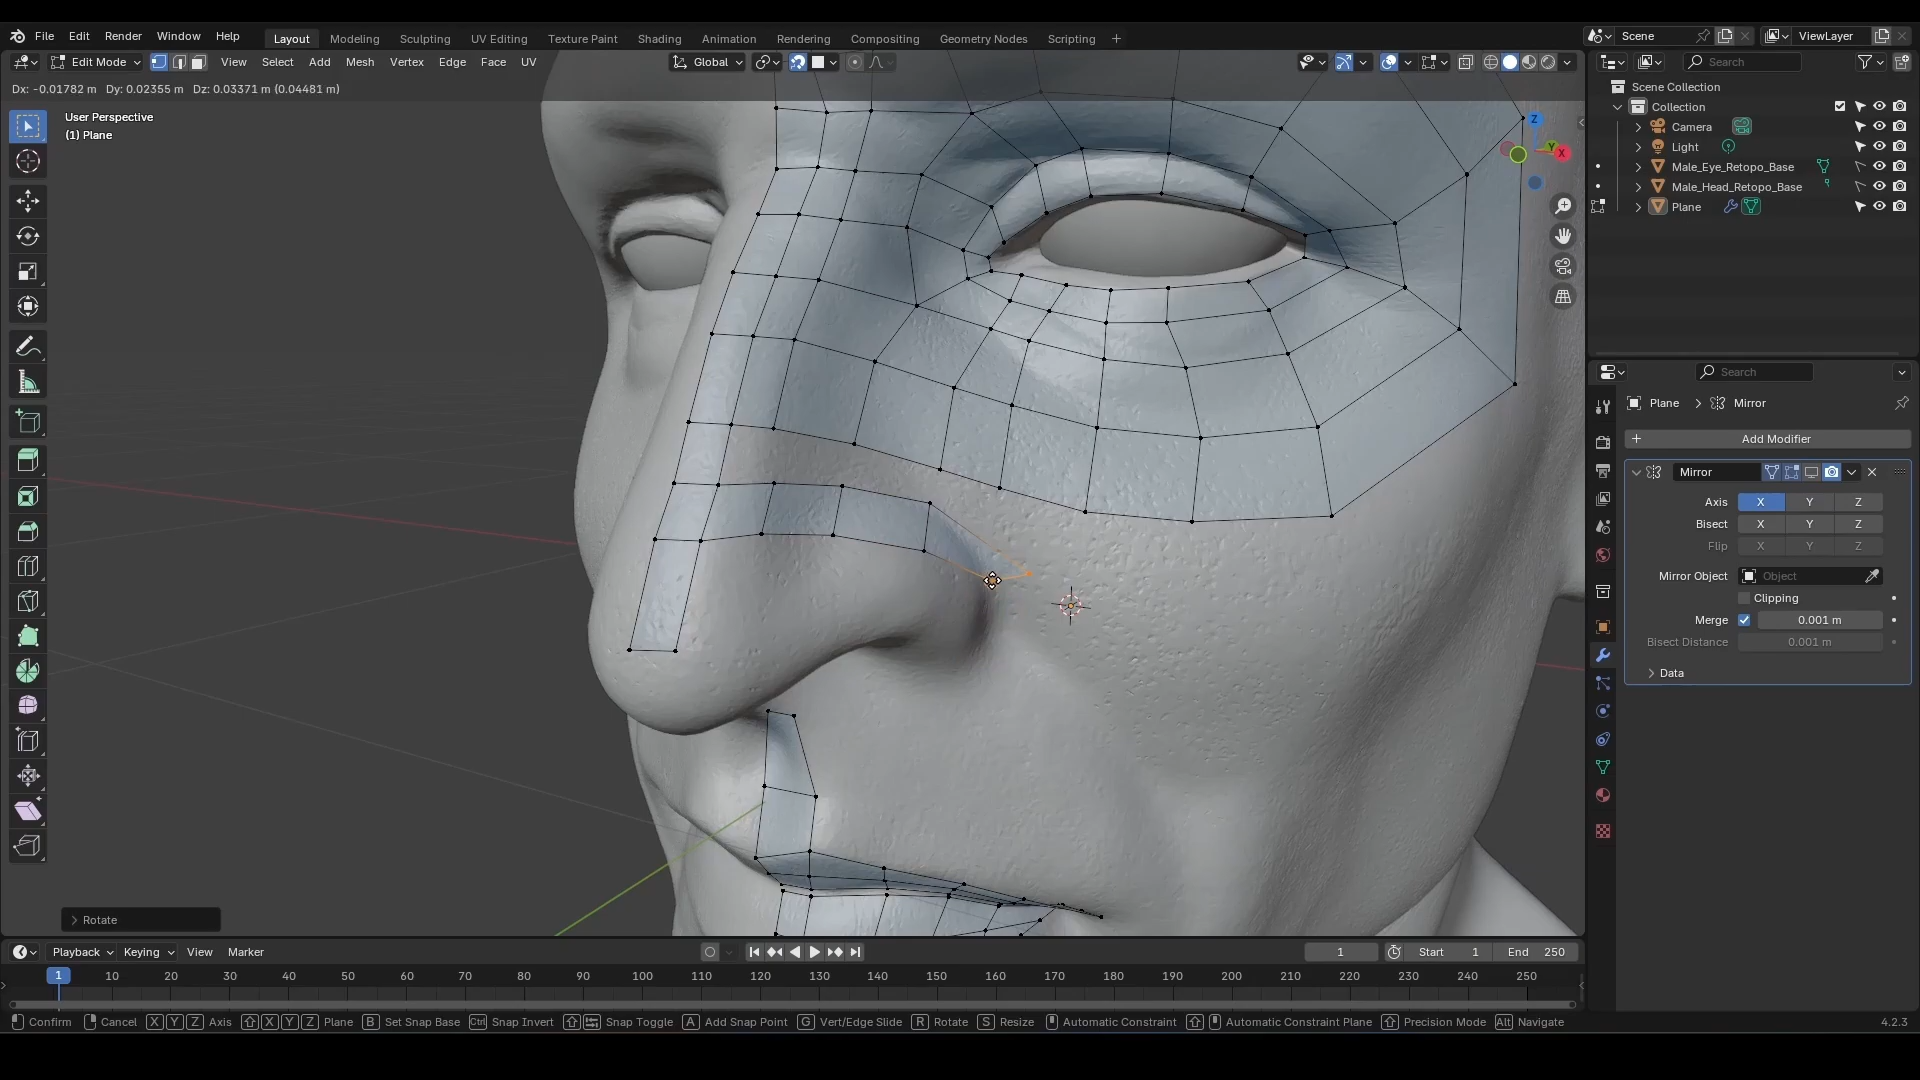 File Edit Render Window Help Layout Modeling Sculpting UV Editing Texture Paint Shading Animation Rendering Compositing Geometry Nodes Scripting + Scene ViewLayer
Edit Mode View Select Add Mesh Vertex Edge Face UV Global Search
Dx: -0.01782 m Dy: 0.02355 m Dz: 0.03371 m (0.04481 m)
User Perspective
(1) Plane
Z
Y
X
Scene Collection
Collection
Camera
Light
Male_Eye_Retopo_Base
Male_Head_Retopo_Base
Plane
Search
Plane > Mirror
+ Add Modifier
Mirror
Axis X Y Z
Bisect X Y Z
Flip X Y Z
Mirror Object Object
Clipping
Merge 0.001 m
Bisect Distance 0.001 m
Data
Rotate
Playback Keying View Marker 1 Start 1 End 250
1 10 20 30 40 50 60 70 80 90 100 110 120 130 140 150 160 170 180 190 200 210 220 230 240 250
Confirm Cancel X Y Z Axis X Y Z Plane B Set Snap Base Ctrl Snap Invert Snap Toggle A Add Snap Point G Vert/Edge Slide R Rotate S Resize Automatic Constraint Automatic Constraint Plane Precision Mode Alt Navigate 4.2.3